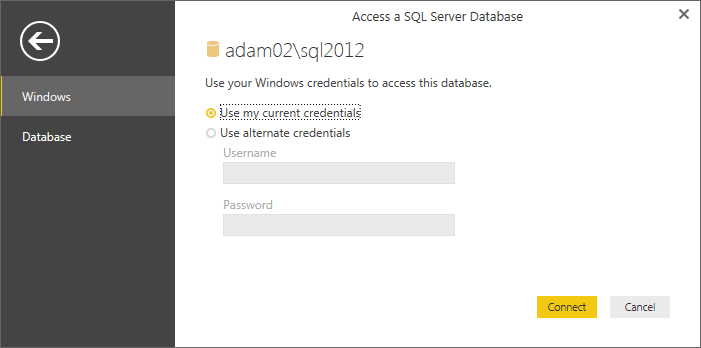 Access a SQL Server Database
adam02\sql2012
Windows
Database
Use your Windows credentials to access this database.
Use my current credentials
Use alternate credentials
Username
Password
Connect
Cancel